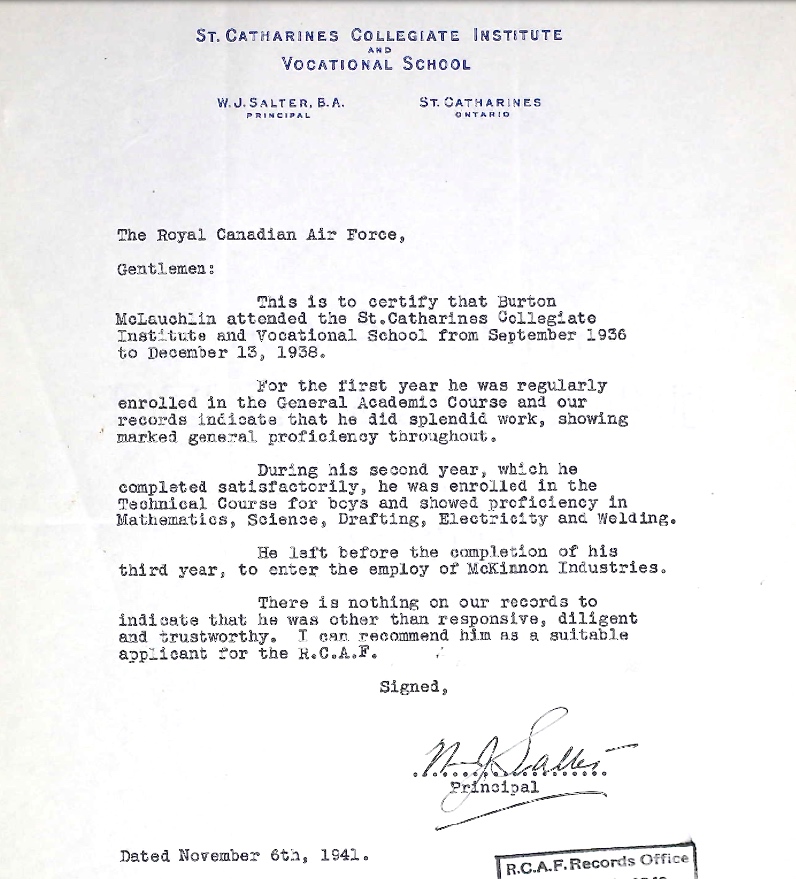 ST. CATHARINES COLLEGIATE INSTITUTE
AND
VOCATIONAL SCHOOL
W. J. SALTER, B.A.
PRINCIPAL
ST. CATHARINES
ONTARIO
The Royal Canadian Air Force,
Gentlemen:
This is to certify that Burton
McLauchlin attended the St.Catharines Collegiate
Institute and Vocational School from September 1936
to December 13, 1938.
For the first year he was regularly
enrolled in the General Academic Course and our
records indicate that he did splendid work, showing
marked general proficiency throughout.
During his second year, which he
completed satisfactorily, he was enrolled in the
Technical Course for boys and showed proficiency in
Mathematics, Science, Drafting, Electricity and Welding.
He left before the completion of his
third year, to enter the employ of McKinnon Industries.
There is nothing on our records to
indicate that he was other than responsive, diligent
and trustworthy. I can recommend him as a suitable
applicant for the R.C.A.F.
Signed,
W. J. Salter
Principal
Dated November 6th, 1941.
R.C.A.F. Records Office